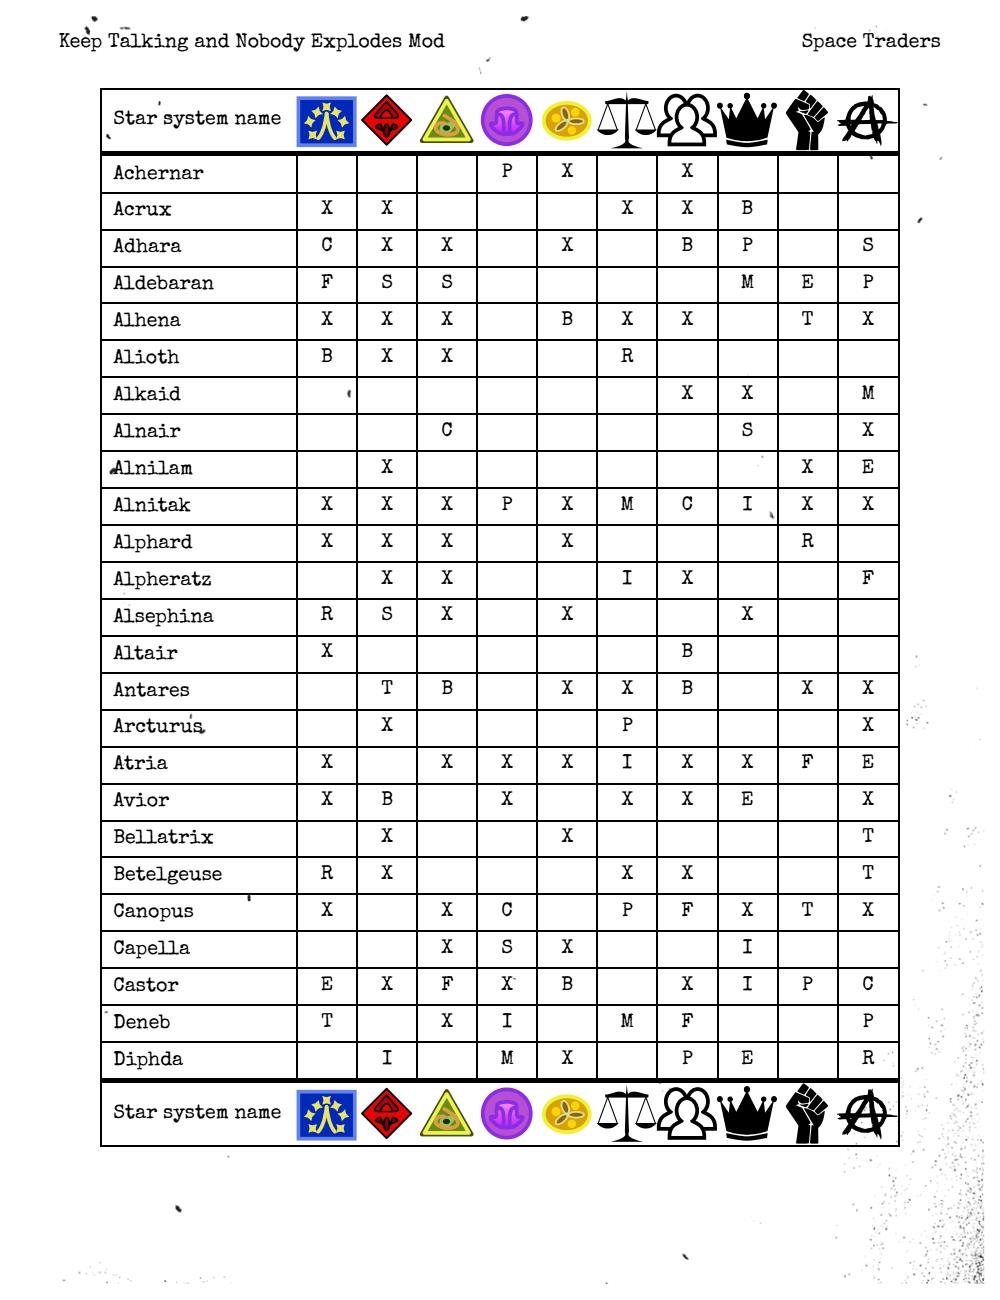 Keep Talking and Nobody Explodes Mod Space Traders
Star system name
Achernar P X X
Acrux X X X X B
Adhara C X X X B P S
Aldebaran F S S M E P
Alhena X X X B X X T X
Alioth B X X R
Alkaid X X M
Alnair C S X
Alnilam X X E
Alnitak X X X P X M C I X X
Alphard X X X X R
Alpheratz X X I X F
Alsephina R S X X X
Altair X B
Antares T B X X B X X
Arcturus X P X
Atria X X X X I X X F E
Avior X B X X X E X
Bellatrix X X T
Betelgeuse R X X X T
Canopus X X C P F X T X
Capella X S X I
Castor E X F X B X I P C
Deneb T X I M F P
Diphda I M X P E R
Star system name